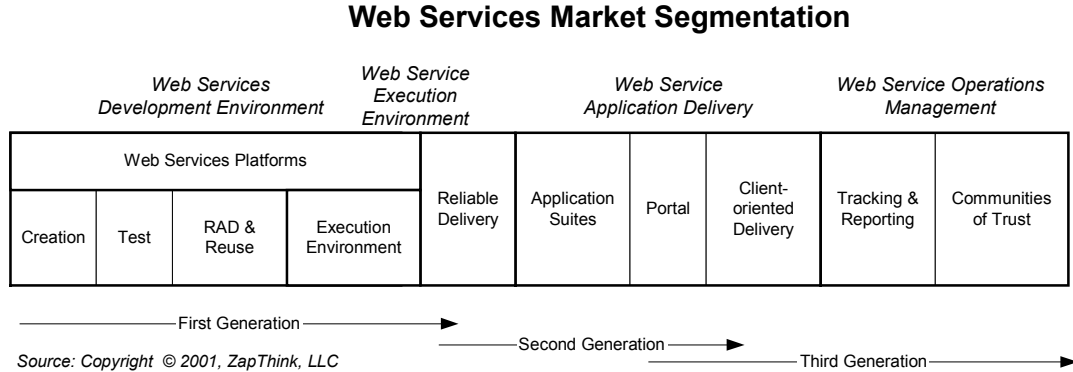 Web Services Market Segmentation
Web Services
Development Environment
Web Service
Execution
Environment
Web Service
Application Delivery
Web Service Operations
Management
Web Services Platforms
Creation
Test
RAD &
Reuse
Execution
Environment
Reliable
Delivery
Application
Suites
Portal
Client-
oriented
Delivery
Tracking &
Reporting
Communities
of Trust
First Generation
Second Generation
Third Generation
Source: Copyright © 2001, ZapThink, LLC